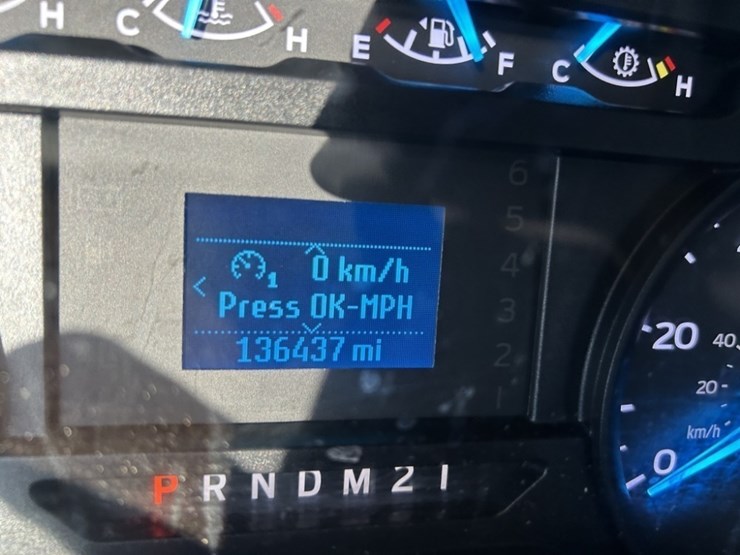 H
C H
E F
C H
6
5
4
3
2
1
1 0 km/h
Press OK-MPH
136437 mi
20 40
20
km/h
0
P R N D M 2 1